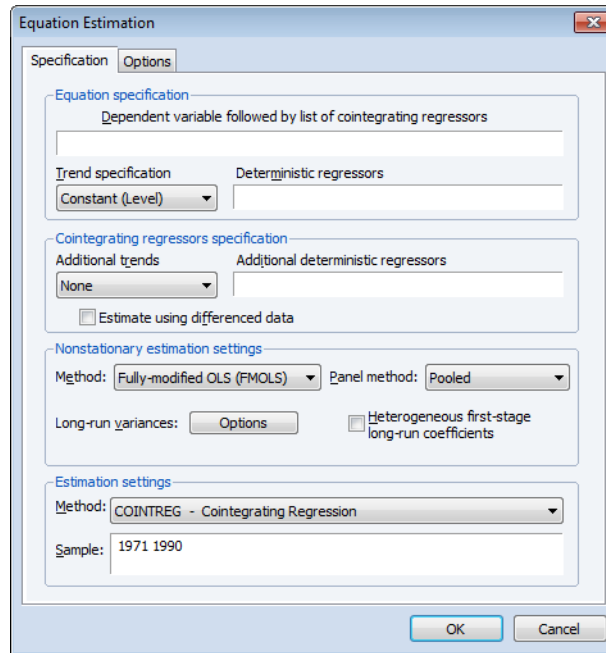 Equation Estimation
Specification Options
Equation specification
Dependent variable followed by list of cointegrating regressors
Trend specification Deterministic regressors
Constant (Level)
Cointegrating regressors specification
Additional trends Additional deterministic regressors
None
Estimate using differenced data
Nonstationary estimation settings
Method: Fully-modified OLS (FMOLS) Panel method: Pooled
Long-run variances: Options Heterogeneous first-stage
long-run coefficients
Estimation settings
Method: COINTREG - Cointegrating Regression
Sample: 1971 1990
OK Cancel